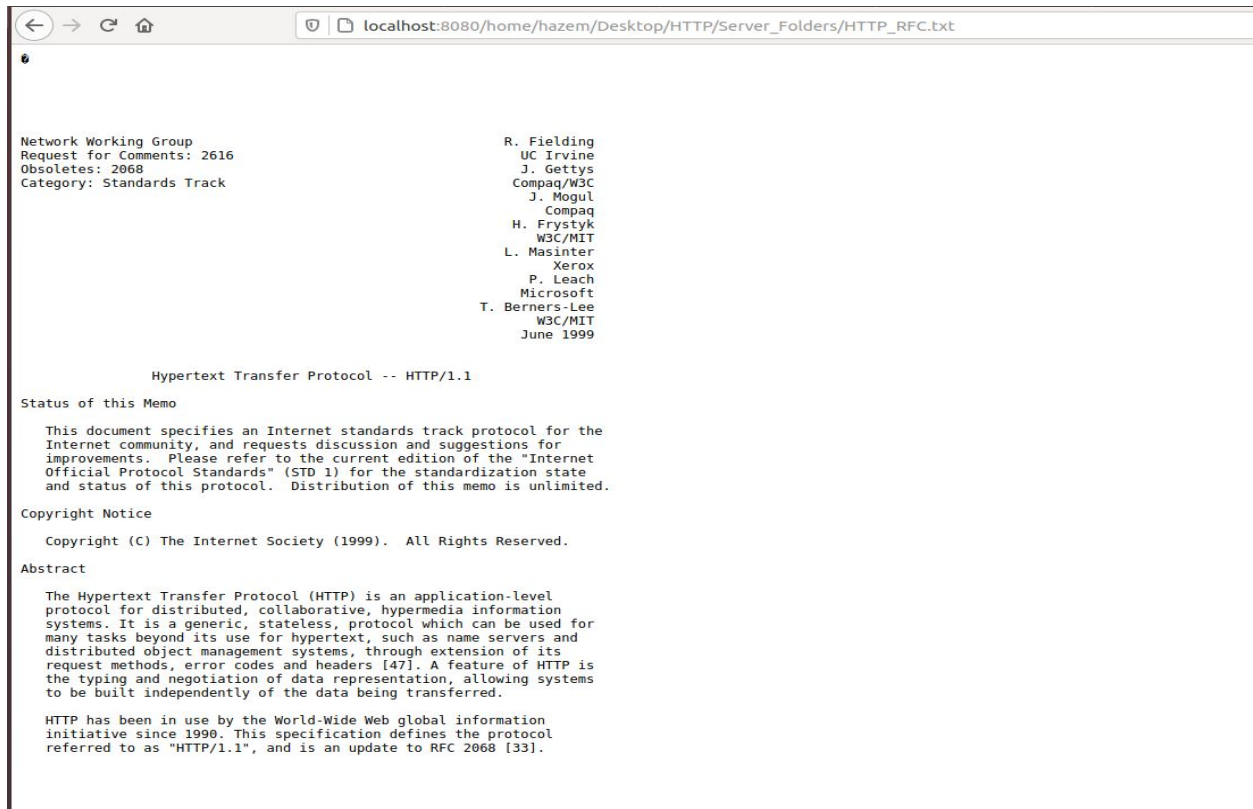 localhost:8080/home/hazem/Desktop/HTTP/Server_Folders/HTTP_RFC.txt
�
Network Working Group                                   R. Fielding
Request for Comments: 2616                                UC Irvine
Obsoletes: 2068                                           J. Gettys
Category: Standards Track                                Compaq/W3C
                                                           J. Mogul
                                                             Compaq
                                                         H. Frystyk
                                                            W3C/MIT
                                                        L. Masinter
                                                              Xerox
                                                           P. Leach
                                                          Microsoft
                                                     T. Berners-Lee
                                                            W3C/MIT
                                                          June 1999
                Hypertext Transfer Protocol -- HTTP/1.1
Status of this Memo
   This document specifies an Internet standards track protocol for the
   Internet community, and requests discussion and suggestions for
   improvements.  Please refer to the current edition of the "Internet
   Official Protocol Standards" (STD 1) for the standardization state
   and status of this protocol.  Distribution of this memo is unlimited.
Copyright Notice
   Copyright (C) The Internet Society (1999).  All Rights Reserved.
Abstract
   The Hypertext Transfer Protocol (HTTP) is an application-level
   protocol for distributed, collaborative, hypermedia information
   systems. It is a generic, stateless, protocol which can be used for
   many tasks beyond its use for hypertext, such as name servers and
   distributed object management systems, through extension of its
   request methods, error codes and headers [47]. A feature of HTTP is
   the typing and negotiation of data representation, allowing systems
   to be built independently of the data being transferred.
   HTTP has been in use by the World-Wide Web global information
   initiative since 1990. This specification defines the protocol
   referred to as "HTTP/1.1", and is an update to RFC 2068 [33].